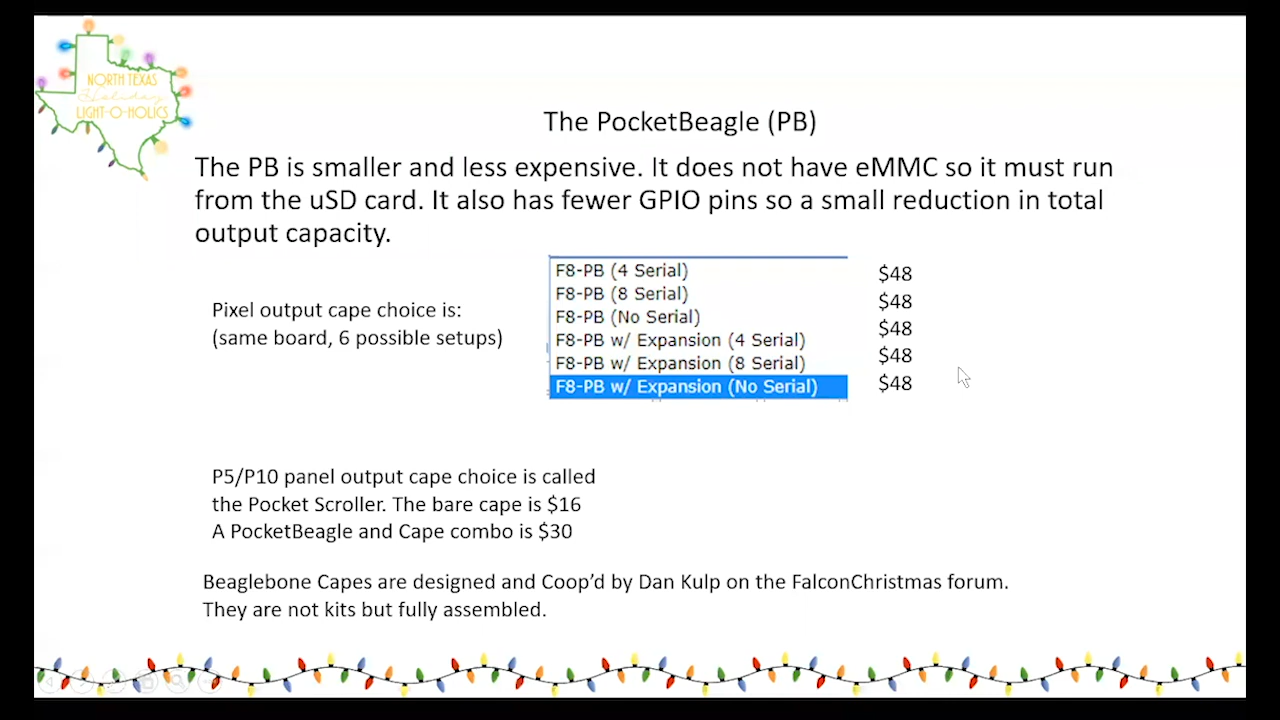 NORTH TEXAS
Holiday
LIGHT-O-HOLICS
The PocketBeagle (PB)
The PB is smaller and less expensive. It does not have eMMC so it must run
from the uSD card. It also has fewer GPIO pins so a small reduction in total
output capacity.
Pixel output cape choice is:
(same board, 6 possible setups)
F8-PB (4 Serial) $48
F8-PB (8 Serial) $48
F8-PB (No Serial) $48
F8-PB w/ Expansion (4 Serial) $48
F8-PB w/ Expansion (8 Serial) $48
F8-PB w/ Expansion (No Serial)
P5/P10 panel output cape choice is called
the Pocket Scroller. The bare cape is $16
A PocketBeagle and Cape combo is $30
Beaglebone Capes are designed and Coop'd by Dan Kulp on the FalconChristmas forum.
They are not kits but fully assembled.